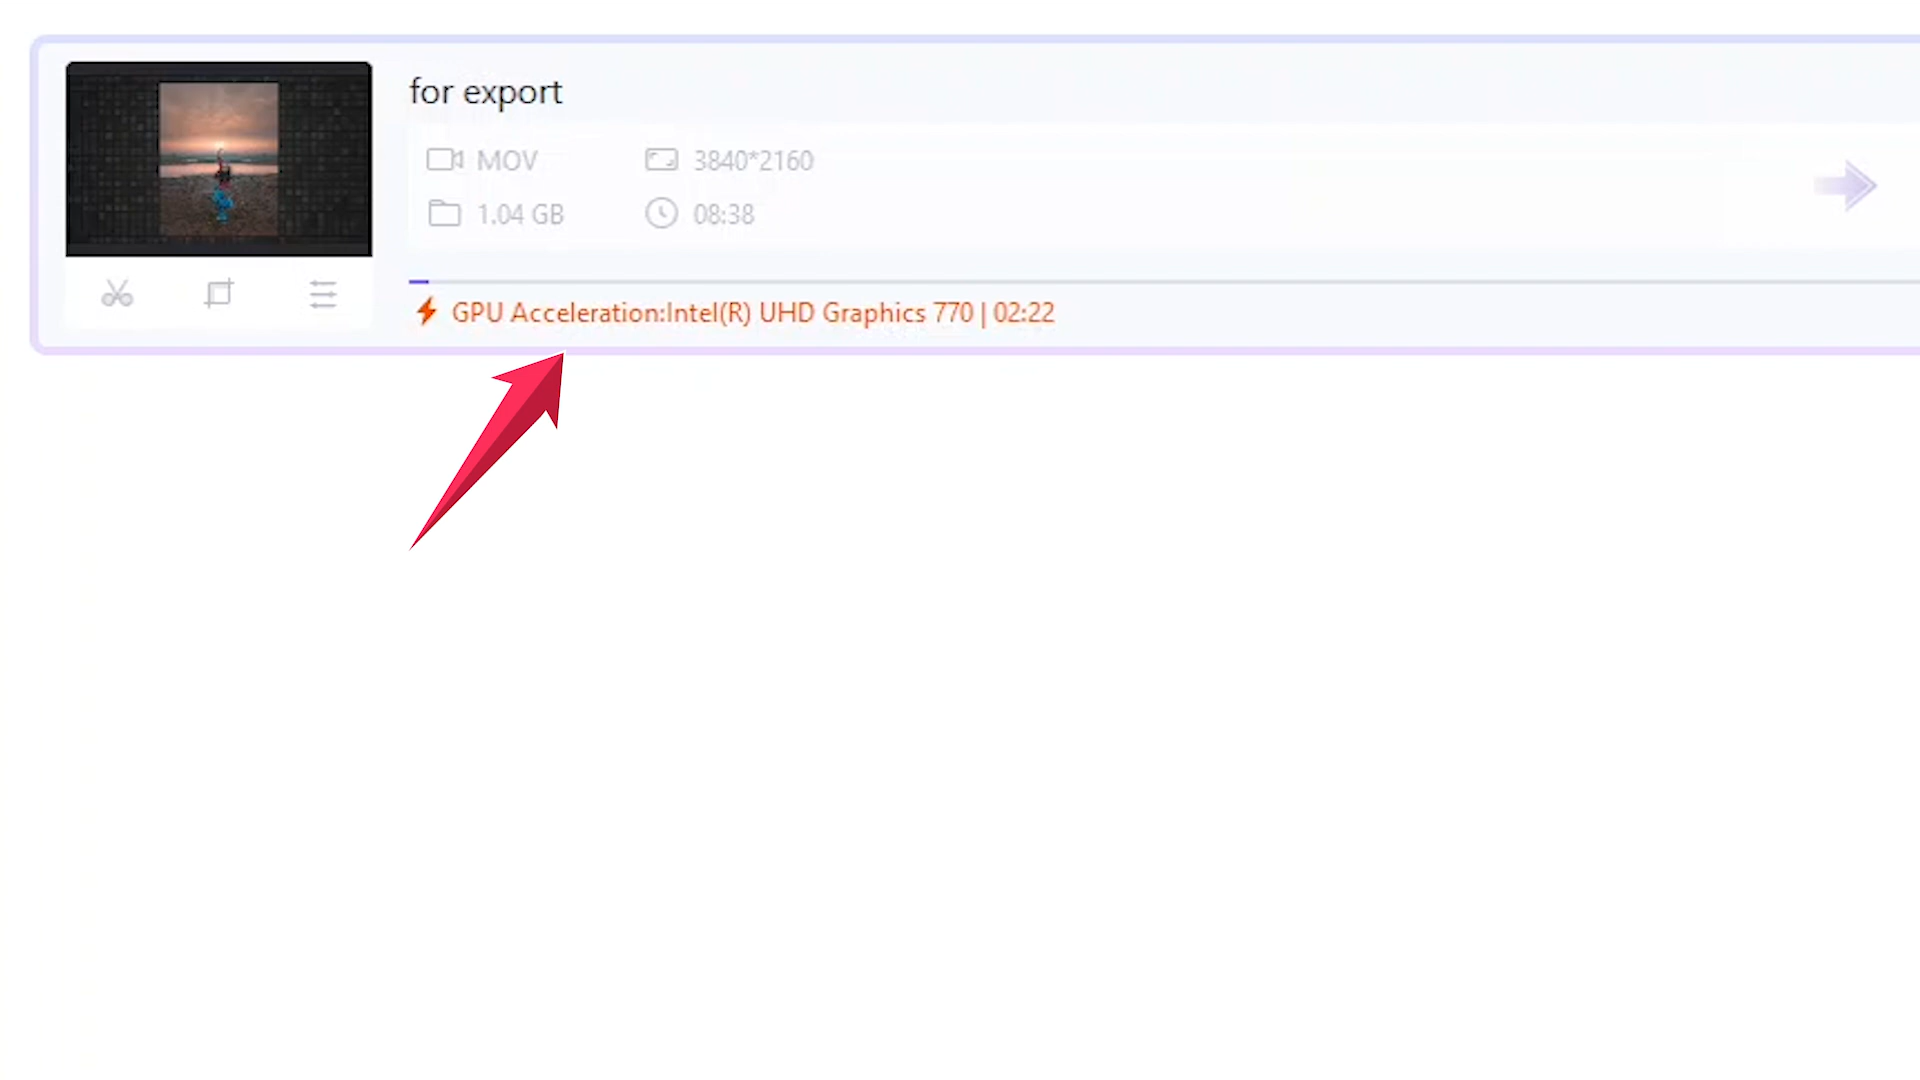 for export
MOV
3840*2160
1.04 GB
08:38
GPU Acceleration:Intel(R) UHD Graphics 770 | 02:22